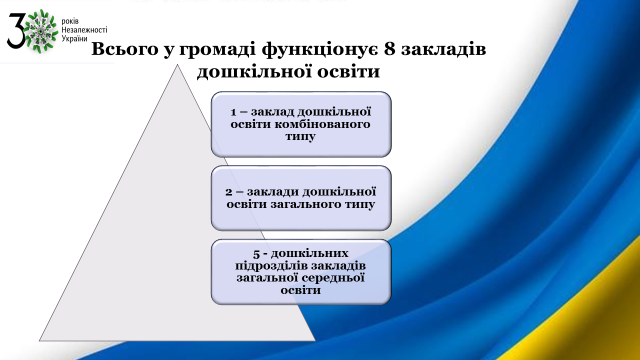 30 років
Незалежності
України
Всього у громаді функціонує 8 закладів
дошкільної освіти
1 – заклад дошкільної
освіти комбінованого
типу
2 – заклади дошкільної
освіти загального типу
5 - дошкільних
підрозділів закладів
загальної середньої
освіти